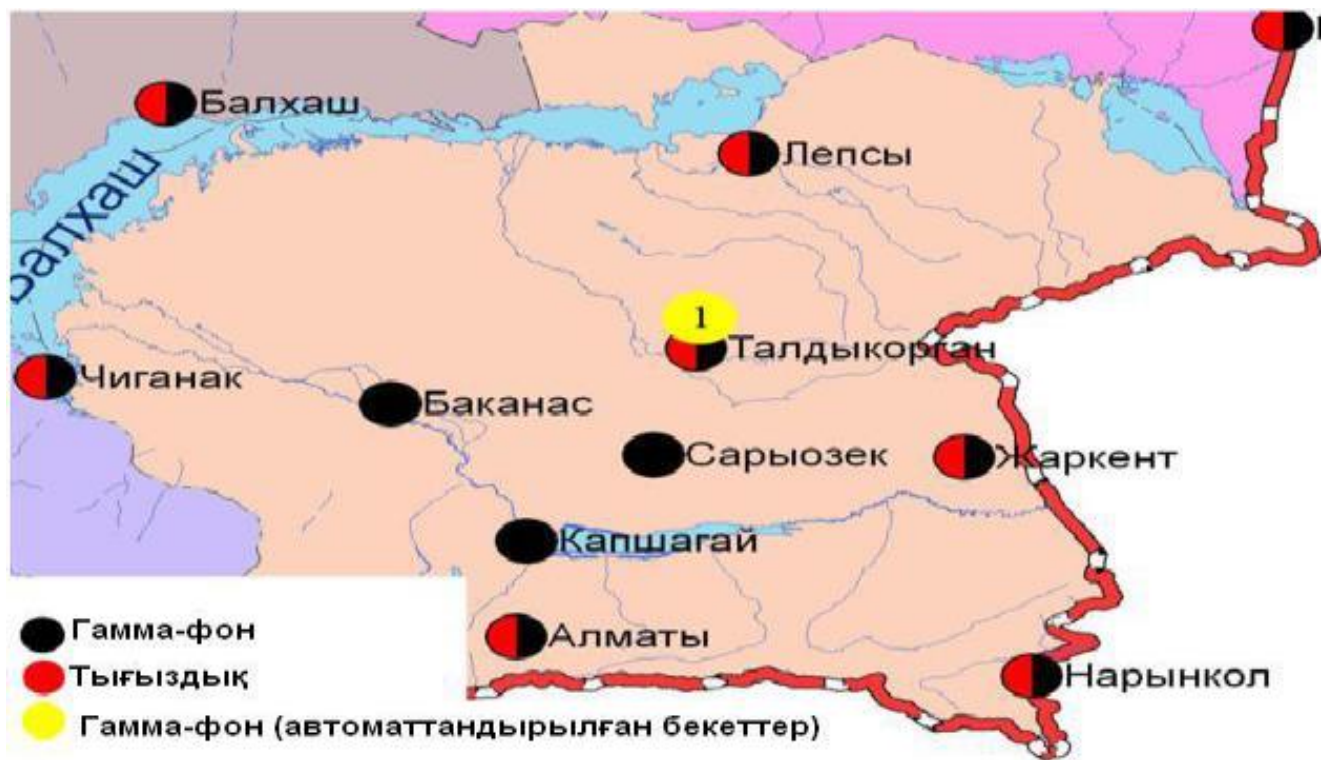 Балхаш
Лепсы
Балхаш
1
Талдыкорган
Чиганак
Баканас
Сарыозек
Жаркент
Капшагай
Гамма-фон
Алматы
Тығыздық
Нарынкол
Гамма-фон (автоматтандырылған бекеттер)